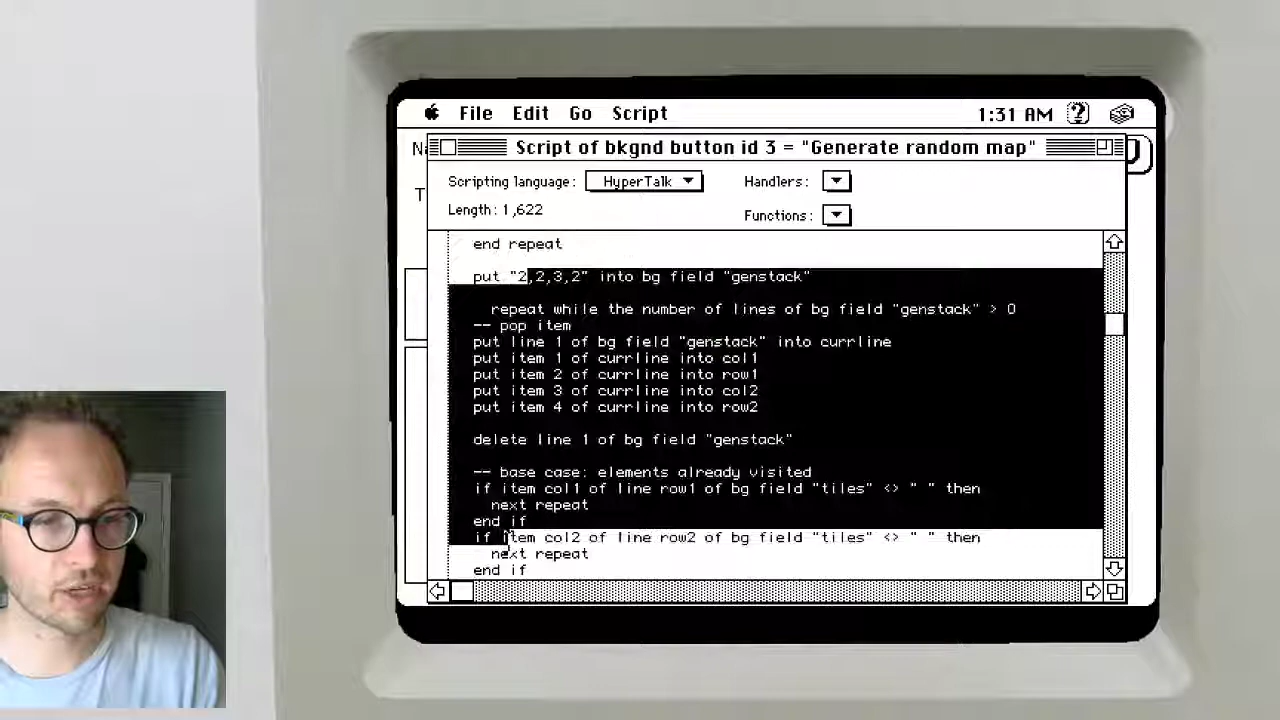 File Edit Go Script 1:31 AM
Script of bkgnd button id 3 = "Generate random map"
Scripting language: HyperTalk Handlers:
Length: 1,622 Functions:
end repeat
put "2,2,3,2" into bg field "genstack"
repeat while the number of lines of bg field "genstack" > 0
-- pop item
put line 1 of bg field "genstack" into currline
put item 1 of currline into col1
put item 2 of currline into row1
put item 3 of currline into col2
put item 4 of currline into row2
delete line 1 of bg field "genstack"
-- base case: elements already visited
if item col1 of line row1 of bg field "tiles" <> " " then
next repeat
end if
if item col2 of line row2 of bg field "tiles" <> " " then
next repeat
end if